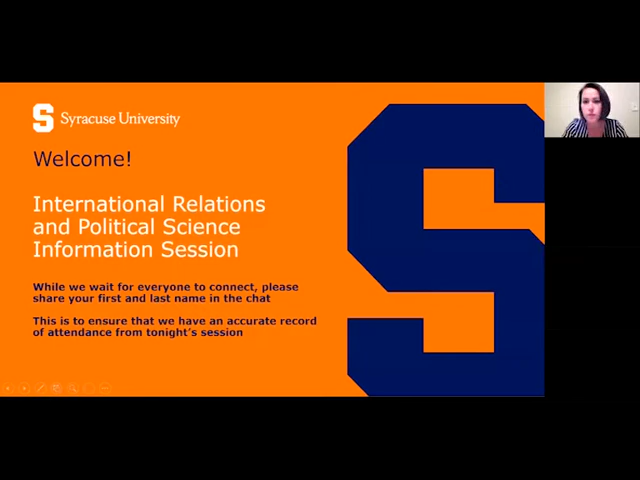 Syracuse University
Welcome!
International Relations
and Political Science
Information Session
While we wait for everyone to connect, please
share your first and last name in the chat
This is to ensure that we have an accurate record
of attendance from tonight's session